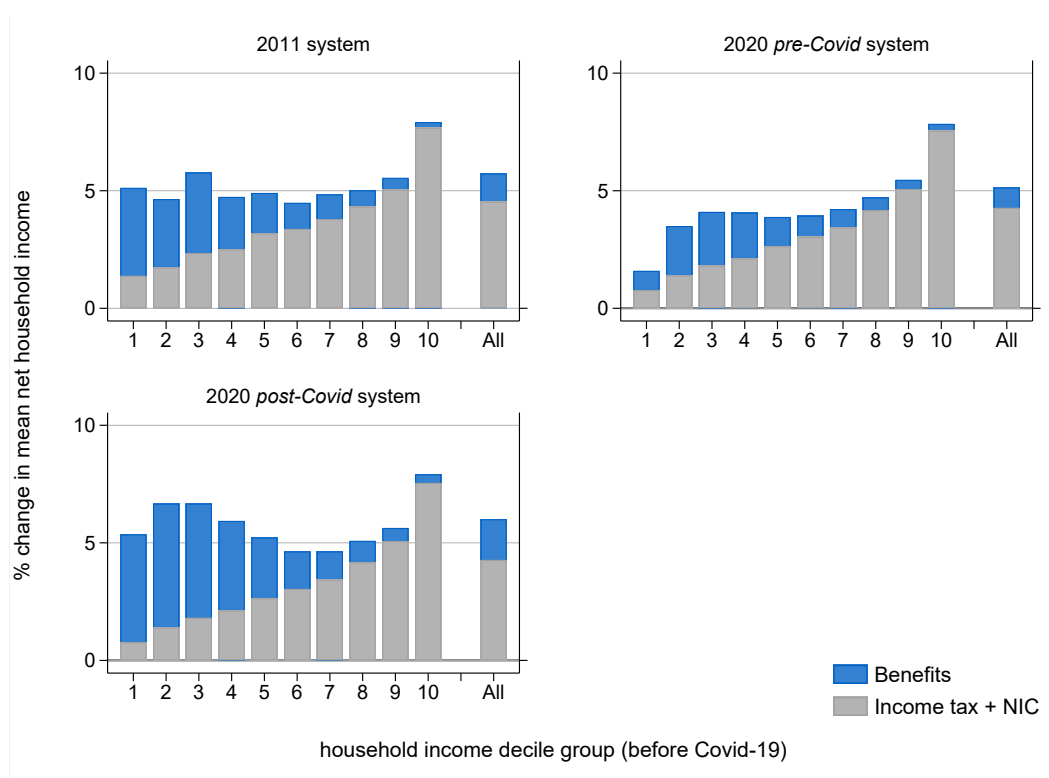 % change in mean net household income
2011 system
10
5
0
1 2 3 4 5 6 7 8 9 10 All
2020 pre-Covid system
10
5
0
1 2 3 4 5 6 7 8 9 10 All
2020 post-Covid system
10
5
0
1 2 3 4 5 6 7 8 9 10 All
Benefits
Income tax + NIC
household income decile group (before Covid-19)